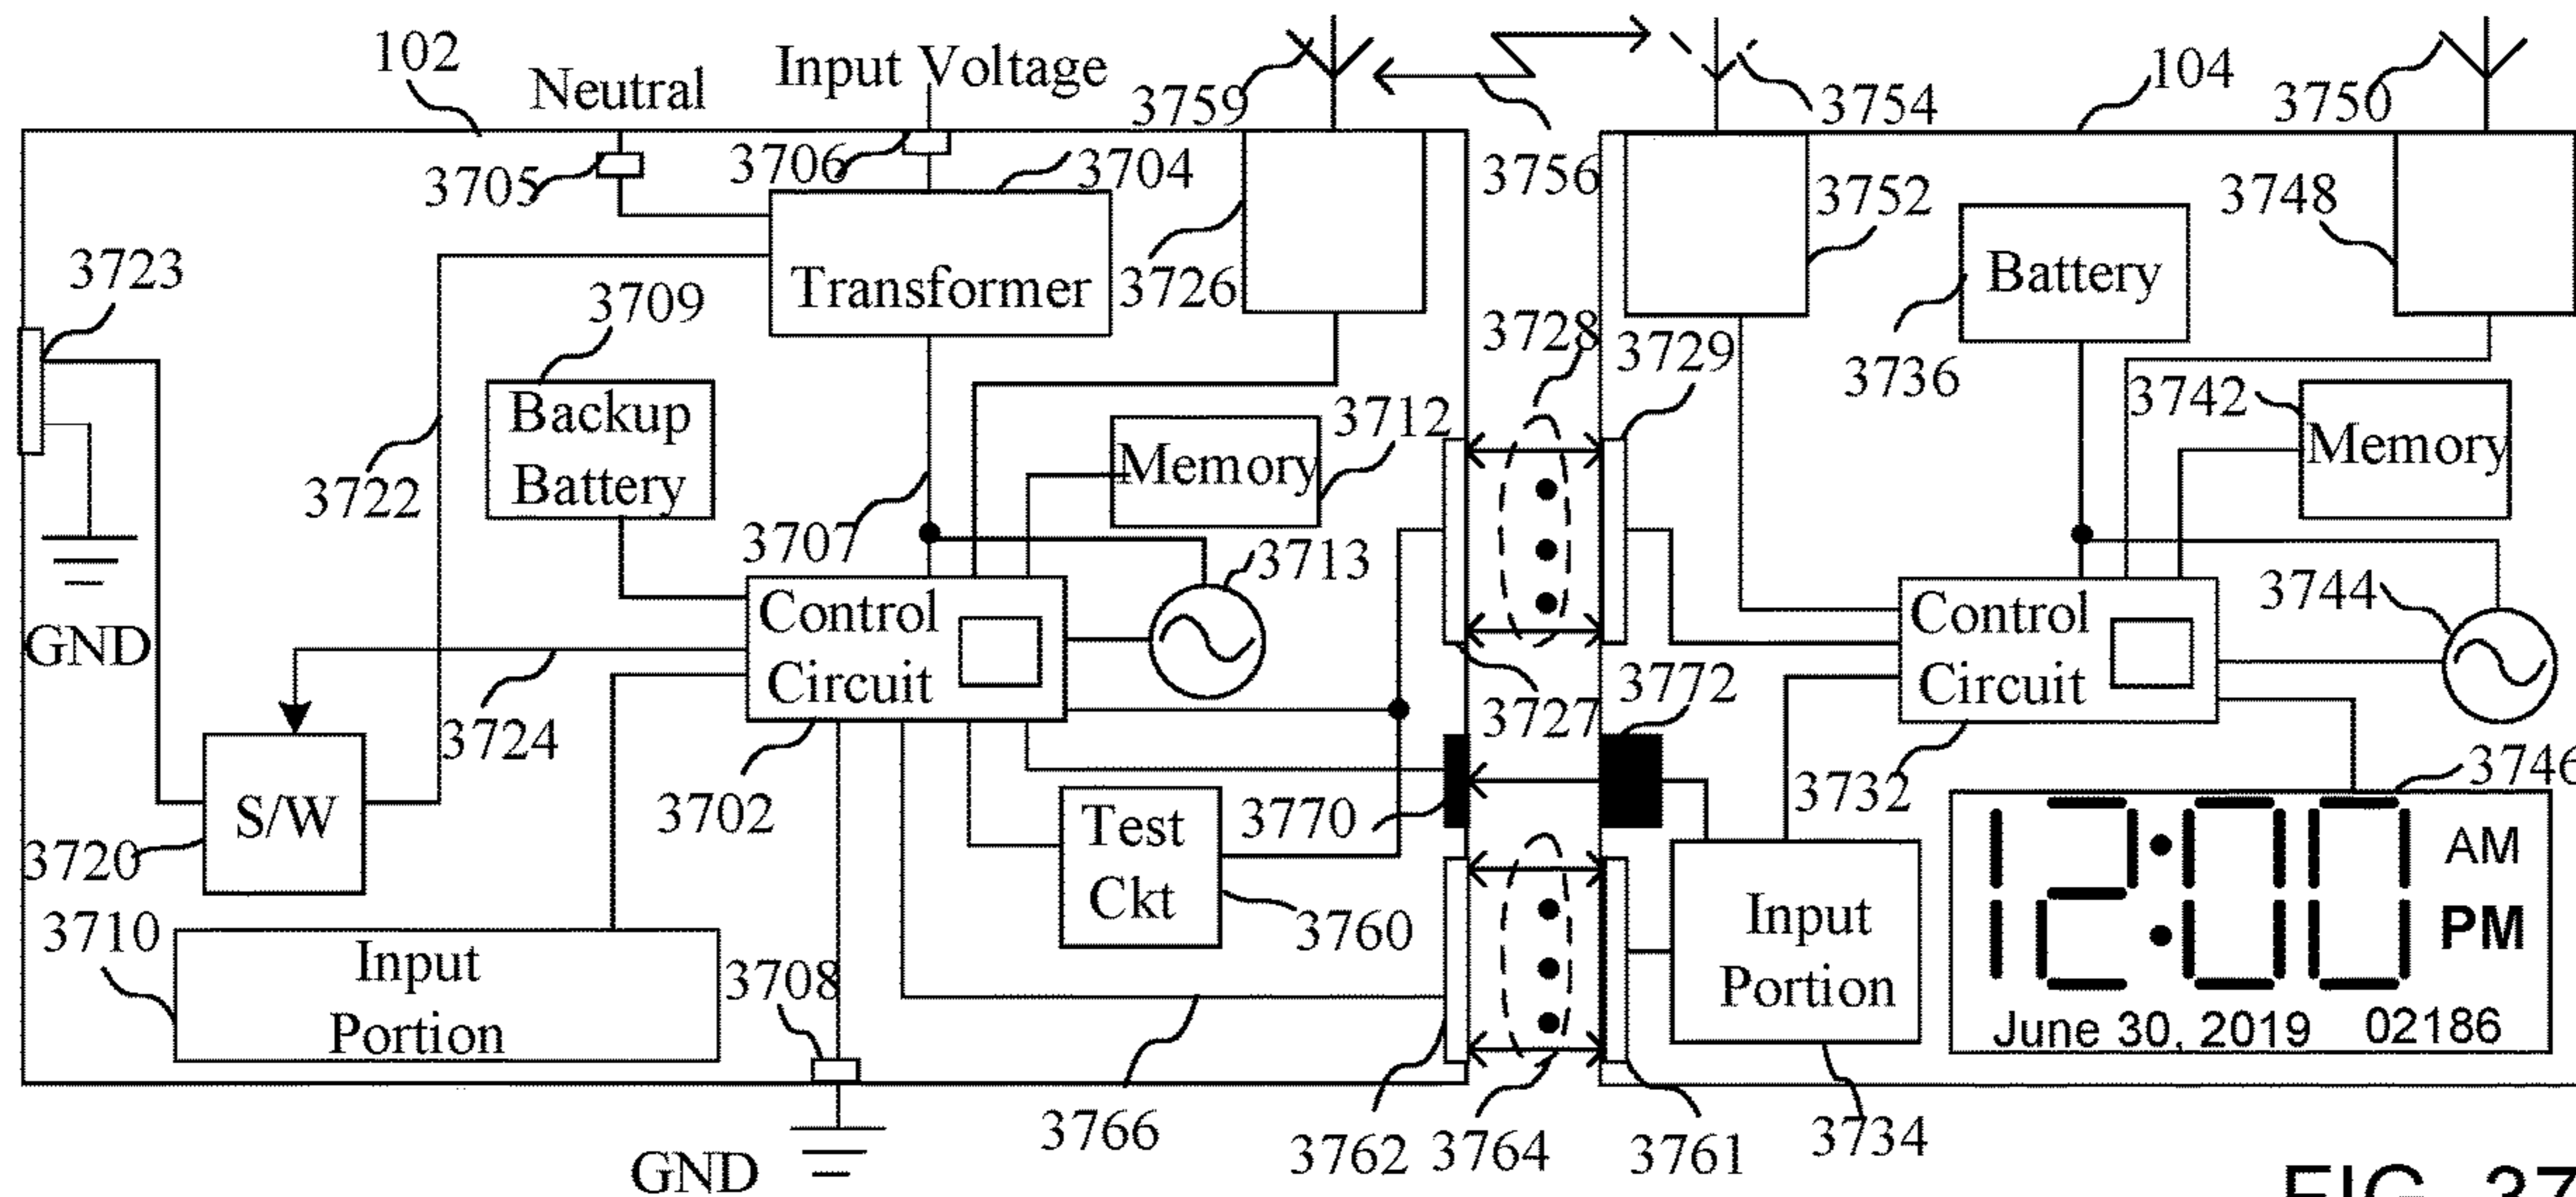 102
Neutral
Input Voltage
3759
3754
104
3750
3705
3706
3704
3756
3752
3748
3723
3709
Transformer
3726
3728
3729
Battery
3736
Backup
Battery
3712
3742
Memory
Memory
3722
3707
3713
3744
GND
Control
Circuit
Control
Circuit
3724
3727
3772
3702
3770
3732
3746
S/W
3720
Test
Ckt
3760
Input
Portion
12:00
AM
PM
June 30, 2019 02186
3710
Input
Portion
3708
3766
3762
3764
3761
3734
GND
FIG. 37